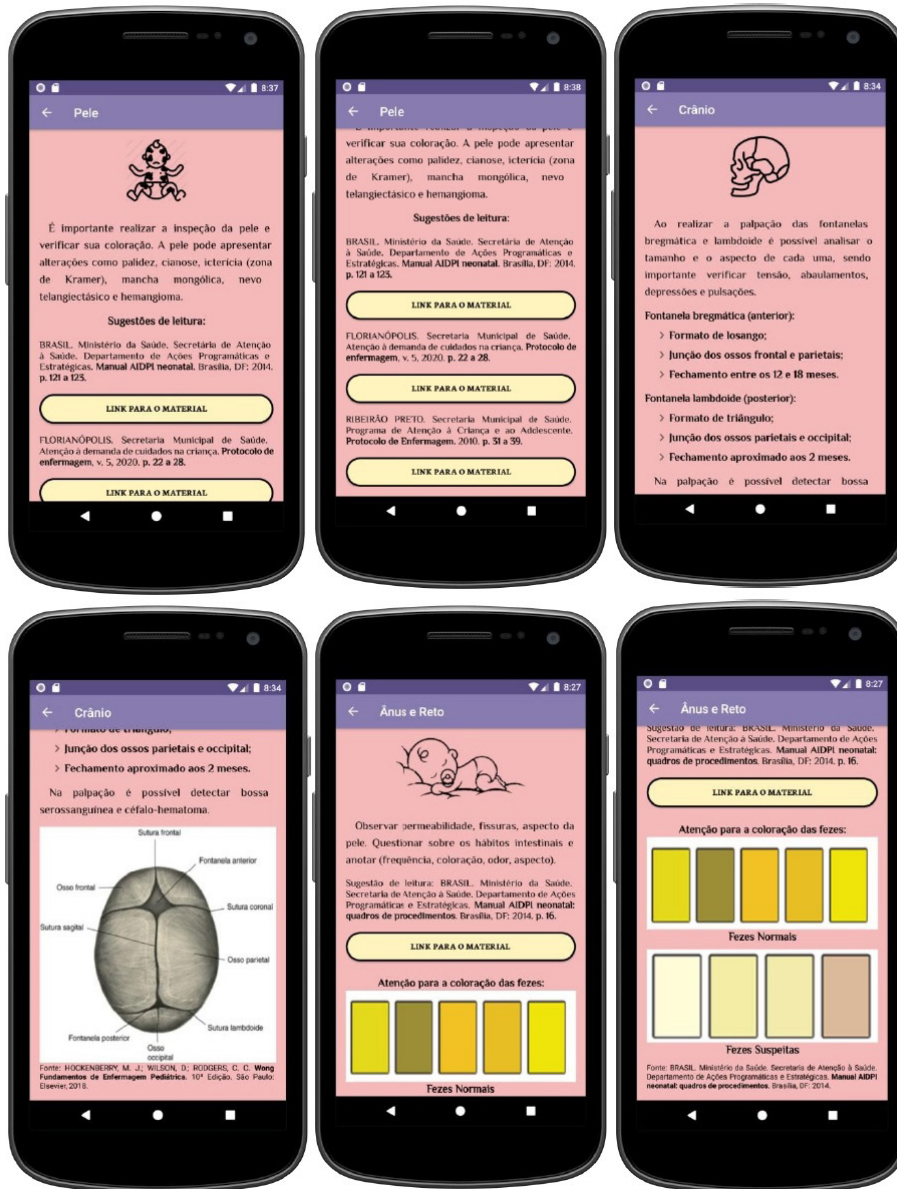 8:37
Pele
É importante realizar a inspeção da pele e
verificar sua coloração. A pele pode apresentar
alterações como palidez, cianose, icterícia (zona
de Kramer), mancha mongólica, nevo
telangiectásico e hemangioma.
Sugestões de leitura:
BRASIL. Ministério da Saúde. Secretária de Atenção
à Saúde. Departamento de Ações Programáticas e
Estratégicas. Manual AIDPI neonatal. Brasília, DF: 2014.
p. 121 a 123.
LINK PARA O MATERIAL
FLORIANÓPOLIS. Secretaria Municipal de Saúde.
Atenção à demanda de cuidados na criança. Protocolo de
enfermagem, v. 5, 2020. p. 22 a 28.
LINK PARA O MATERIAL
8:38
Pele
É importante realizar a inspeção da pele e
verificar sua coloração. A pele pode apresentar
alterações como palidez, cianose, icterícia (zona
de Kramer), mancha mongólica, nevo
telangiectásico e hemangioma.
Sugestões de leitura:
BRASIL. Ministério da Saúde. Secretária de Atenção
à Saúde. Departamento de Ações Programáticas e
Estratégicas. Manual AIDPI neonatal. Brasília, DF: 2014.
p. 121 a 123.
LINK PARA O MATERIAL
FLORIANÓPOLIS. Secretaria Municipal de Saúde.
Atenção à demanda de cuidados na criança. Protocolo de
enfermagem, v. 5, 2020. p. 22 a 28.
LINK PARA O MATERIAL
RIBEIRÃO PRETO. Secretaria Municipal de Saúde.
Programa de Atenção à Criança e ao Adolescente.
Protocolo de Enfermagem. 2010. p. 31 a 39.
LINK PARA O MATERIAL
8:34
Crânio
Ao realizar a palpação das fontanelas
bregmática e lambdoide é possível analisar o
tamanho e o aspecto de cada uma, sendo
importante verificar tensão, abaulamentos,
depressões e pulsações.
Fontanela bregmática (anterior):
> Formato de losango;
> Junção dos ossos frontal e parietais;
> Fechamento entre os 12 e 18 meses.
Fontanela lambdoide (posterior):
> Formato de triângulo;
> Junção dos ossos parietais e occipital;
> Fechamento aproximado aos 2 meses.
Na palpação é possível detectar bossa
8:34
Crânio
> Formato de triângulo;
> Junção dos ossos parietais e occipital;
> Fechamento aproximado aos 2 meses.
Na palpação é possível detectar bossa
serossanguínea e céfalo-hematoma.
Sutura frontal
Fontanela anterior
Osso frontal
Sutura coronal
Sutura sagital
Osso parietal
Fontanela posterior
Sutura lambdoide
Osso
occipital
Fonte: HOCKENBERRY, M. J.; WILSON, D; RODGERS, C. C. Wong
Fundamentos de Enfermagem Pediátrica. 10ª Edição. São Paulo:
Elsevier, 2018.
8:27
Ânus e Reto
Observar permeabilidade, fissuras, aspecto da
pele. Questionar sobre os hábitos intestinais e
anotar (frequência, coloração, odor, aspecto).
Sugestão de leitura: BRASIL. Ministério da Saúde.
Secretaria de Atenção à Saúde. Departamento de Ações
Programáticas e Estratégicas. Manual AIDPI neonatal:
quadros de procedimentos. Brasília, DF: 2014. p. 16.
LINK PARA O MATERIAL
Atenção para a coloração das fezes:
Fezes Normais
8:27
Ânus e Reto
Sugestão de leitura: BRASIL. Ministério da Saúde.
Secretaria de Atenção à Saúde. Departamento de Ações
Programáticas e Estratégicas. Manual AIDPI neonatal:
quadros de procedimentos. Brasília, DF: 2014. p. 16.
LINK PARA O MATERIAL
Atenção para a coloração das fezes:
Fezes Normais
Fezes Suspeitas
Fonte: BRASIL. Ministério da Saúde. Secretaria de Atenção à Saúde.
Departamento de Ações Programáticas e Estratégicas. Manual AIDPI
neonatal: quadros de procedimentos. Brasília, DF: 2014.